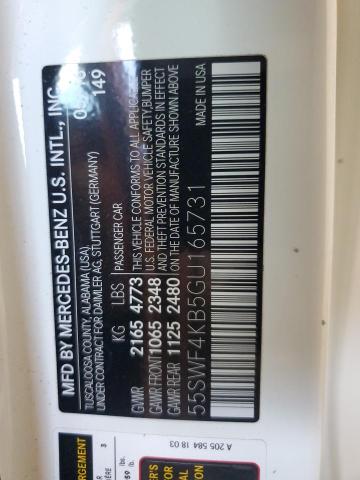 MFD BY MERCEDES-BENZ U.S. INTL., INC.
TUSCALOOSA COUNTY, ALABAMA (USA)
UNDER CONTRACT FOR DAIMLER AG, STUTTGART (GERMANY)
149
KG LBS PASSENGER CAR
GVWR 2165 4773 THIS VEHICLE CONFORMS TO ALL APPLICABLE
GAWR FRONT 1065 2348 U.S. FEDERAL MOTOR VEHICLE SAFETY, BUMPER
GAWR REAR 1125 2480 AND THEFT PREVENTION STANDARDS IN EFFECT
ON THE DATE OF MANUFACTURE SHOWN ABOVE
55SWF4KB5GU165731 MADE IN USA
A 205 584 18 03
3
lbs.